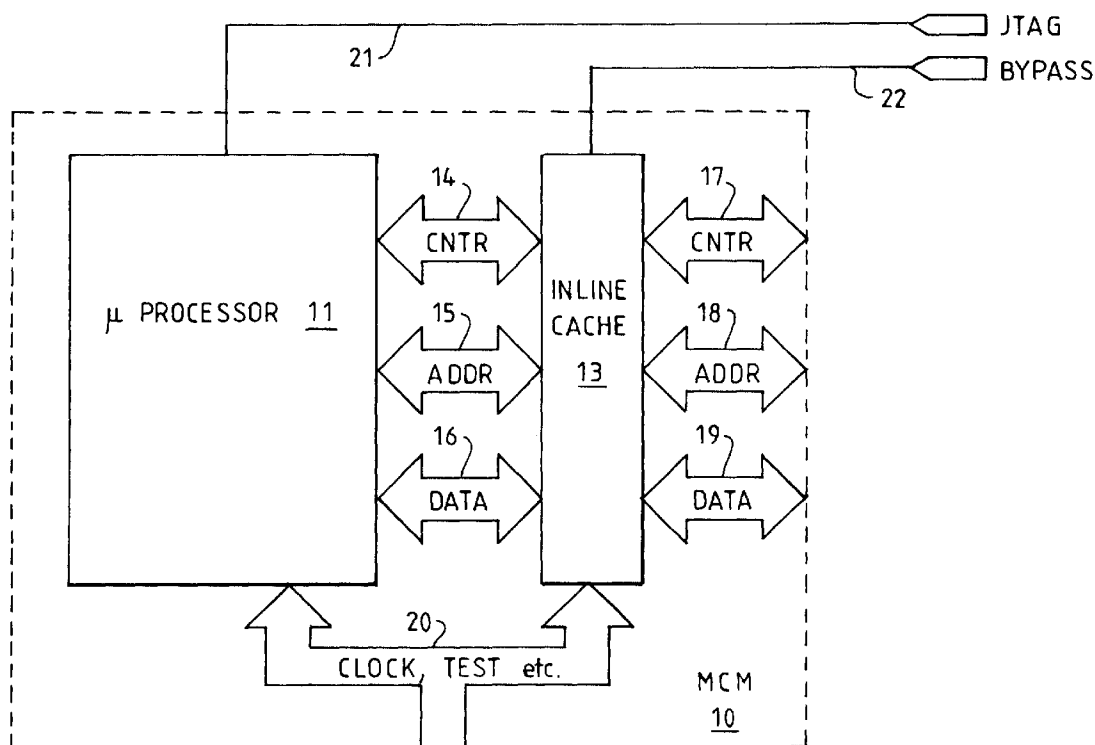 21
JTAG
BYPASS
22
14
CNTR
17
CNTR
μ PROCESSOR 11
INLINE
CACHE
13
15
ADDR
18
ADDR
16
DATA
19
DATA
20
CLOCK, TEST etc.
MCM
10